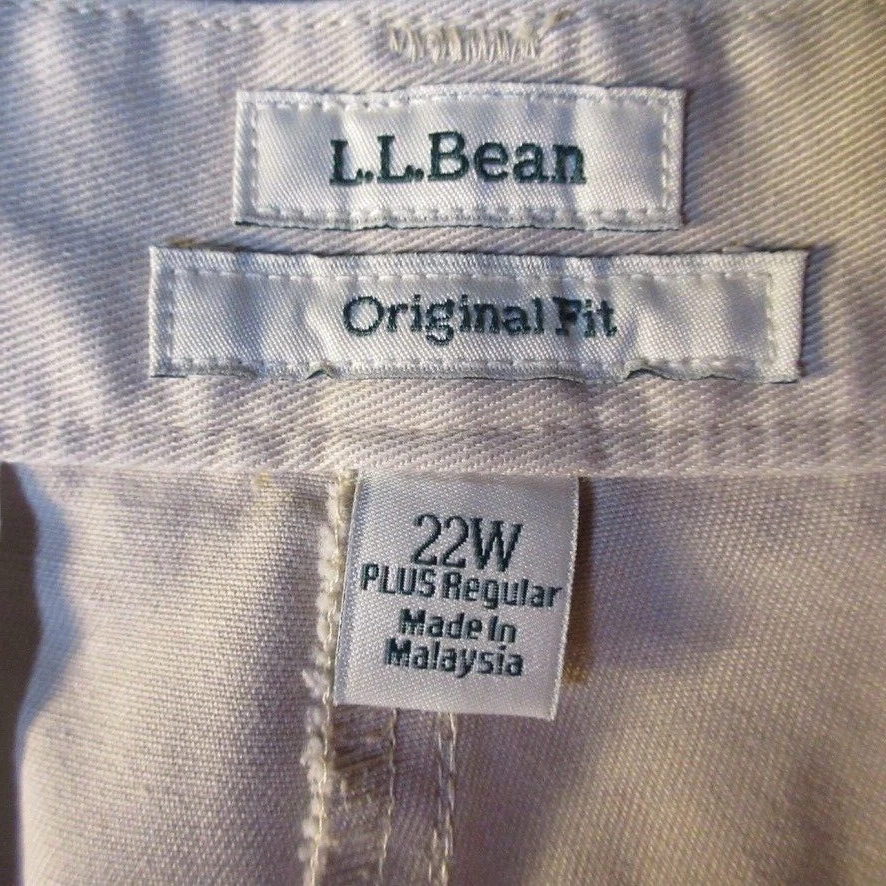 L.L.Bean
Original Fit
22W
PLUS Regular
Made In
Malaysia